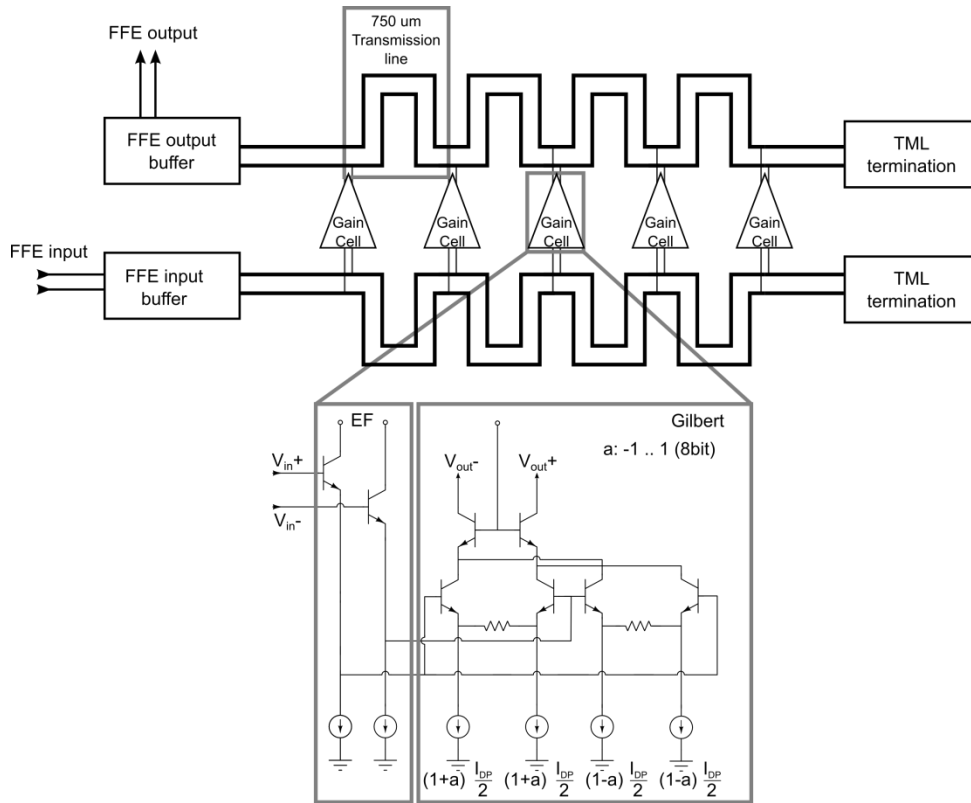 750 um
Transmission
line
FFE output
FFE output
buffer
TML
termination
Gain
Cell
Gain
Cell
Gain
Cell
Gain
Cell
Gain
Cell
FFE input
FFE input
buffer
TML
termination
EF
Gilbert
a: -1 .. 1 (8bit)
Vin+
Vin-
Vout-
Vout+
(1+a) IDP/2
(1+a) IDP/2
(1-a) IDP/2
(1-a) IDP/2